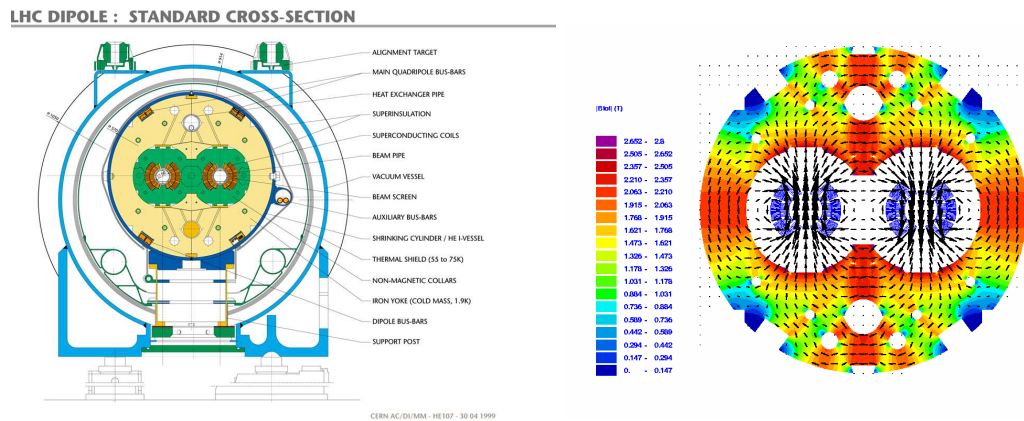 LHC DIPOLE : STANDARD CROSS-SECTION
ALIGNMENT TARGET
MAIN QUADRIPOLE BUS-BARS
HEAT EXCHANGER PIPE
SUPERINSULATION
SUPERCONDUCTING COILS
BEAM PIPE
VACUUM VESSEL
BEAM SCREEN
AUXILIARY BUS-BARS
SHRINKING CYLINDER / HE I-VESSEL
THERMAL SHIELD (55 to 75K)
NON-MAGNETIC COLLARS
IRON YOKE (COLD MASS, 1.9K)
DIPOLE BUS-BARS
SUPPORT POST
CERN AC/DI/MM - HE107 - 30 04 1999
|Btot| (T)
2.652 - 2.8
2.505 - 2.652
2.357 - 2.505
2.210 - 2.357
2.063 - 2.210
1.915 - 2.063
1.768 - 1.915
1.621 - 1.768
1.473 - 1.621
1.326 - 1.473
1.178 - 1.326
1.031 - 1.178
0.884 - 1.031
0.736 - 0.884
0.589 - 0.736
0.442 - 0.589
0.294 - 0.442
0.147 - 0.294
0. - 0.147